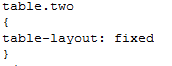 table.two
{
table-layout: fixed
}